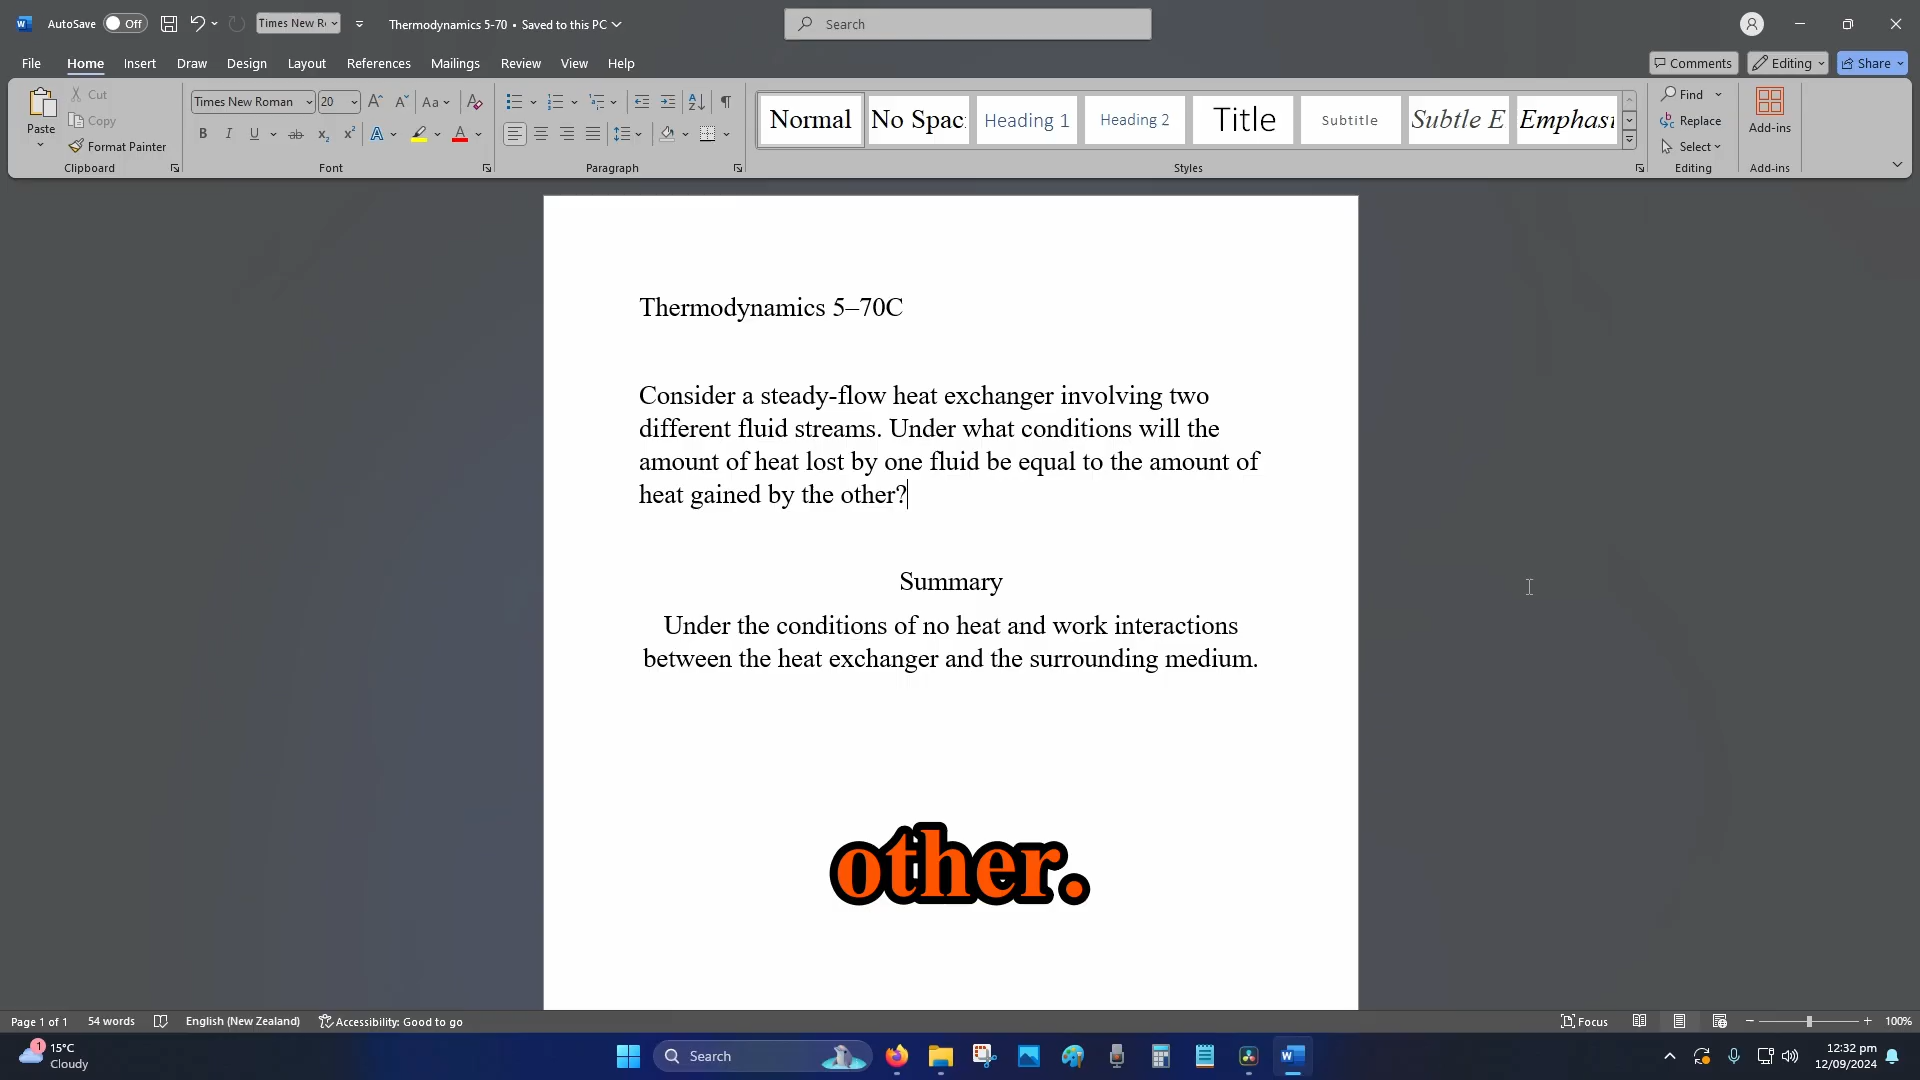 AutoSave Off Times New R Thermodynamics 5-70 • Saved to this PC Search
File Home Insert Draw Design Layout References Mailings Review View Help Comments Editing Share
Paste Cut Copy Format Painter Clipboard
Times New Roman 20 Font
Paragraph
Normal No Spac Heading 1 Heading 2 Title Subtitle Subtle E Emphasi Styles
Find Replace Select Editing
Add-ins Add-ins
Thermodynamics 5–70C
Consider a steady-flow heat exchanger involving two
different fluid streams. Under what conditions will the
amount of heat lost by one fluid be equal to the amount of
heat gained by the other?
Summary
Under the conditions of no heat and work interactions
between the heat exchanger and the surrounding medium.
other.
Page 1 of 1 54 words English (New Zealand) Accessibility: Good to go Focus 100%
1 15°C Search 12:32 pm
Cloudy 12/09/2024